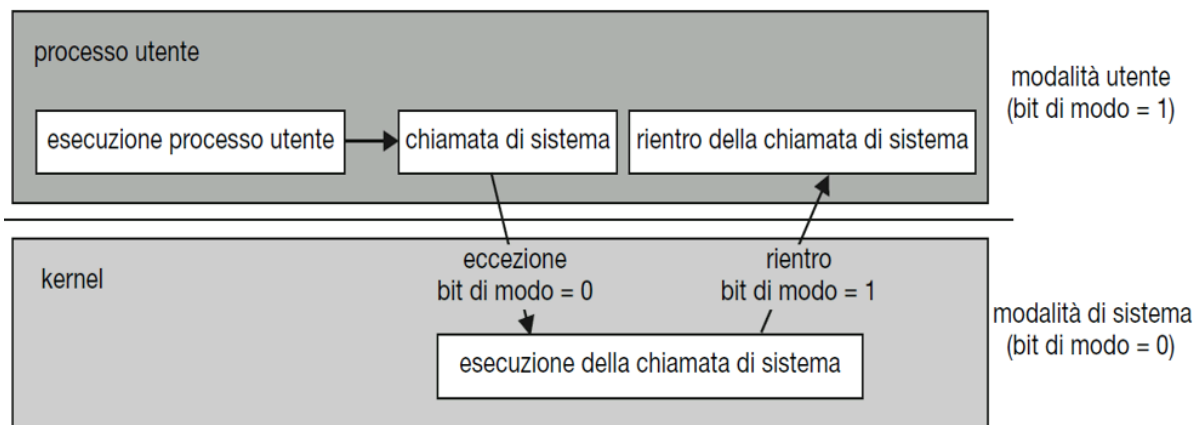 processo utente
modalità utente
(bit di modo = 1)
esecuzione processo utente
chiamata di sistema
rientro della chiamata di sistema
kernel
eccezione
bit di modo = 0
rientro
bit di modo = 1
modalità di sistema
(bit di modo = 0)
esecuzione della chiamata di sistema